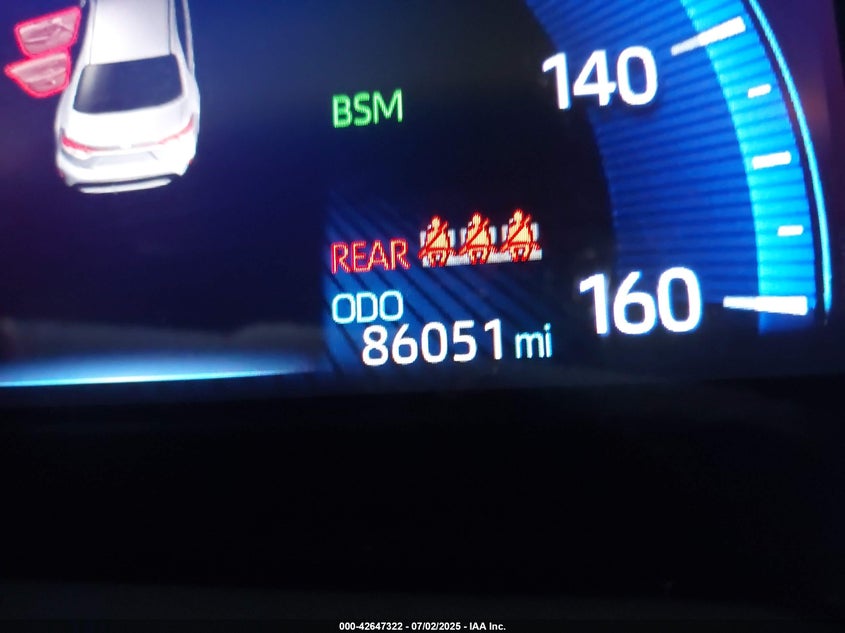 140
BSM
REAR
ODO
160
86051 mi
000-42647322 - 07/02/2025 - IAA Inc.